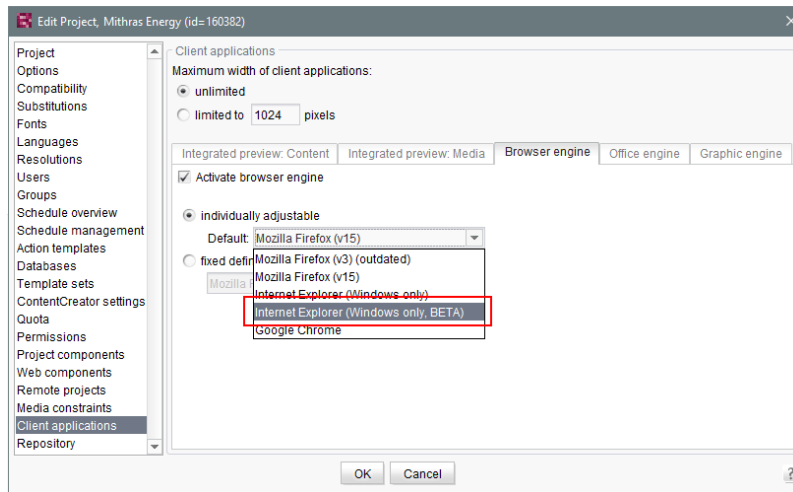 Edit Project, Mithras Energy (id=160382)
Project
Options
Compatibility
Substitutions
Fonts
Languages
Resolutions
Users
Groups
Schedule overview
Schedule management
Action templates
Databases
Template sets
ContentCreator settings
Quota
Permissions
Project components
Web components
Remote projects
Media constraints
Client applications
Repository
Client applications
Maximum width of client applications:
unlimited
limited to 1024 pixels
Integrated preview: Content Integrated preview: Media Browser engine Office engine Graphic engine
Activate browser engine
individually adjustable
Default: Mozilla Firefox (v15)
fixed defin
Mozilla F
Mozilla Firefox (v3) (outdated)
Mozilla Firefox (v15)
Internet Explorer (Windows only)
Internet Explorer (Windows only, BETA)
Google Chrome
OK Cancel
?